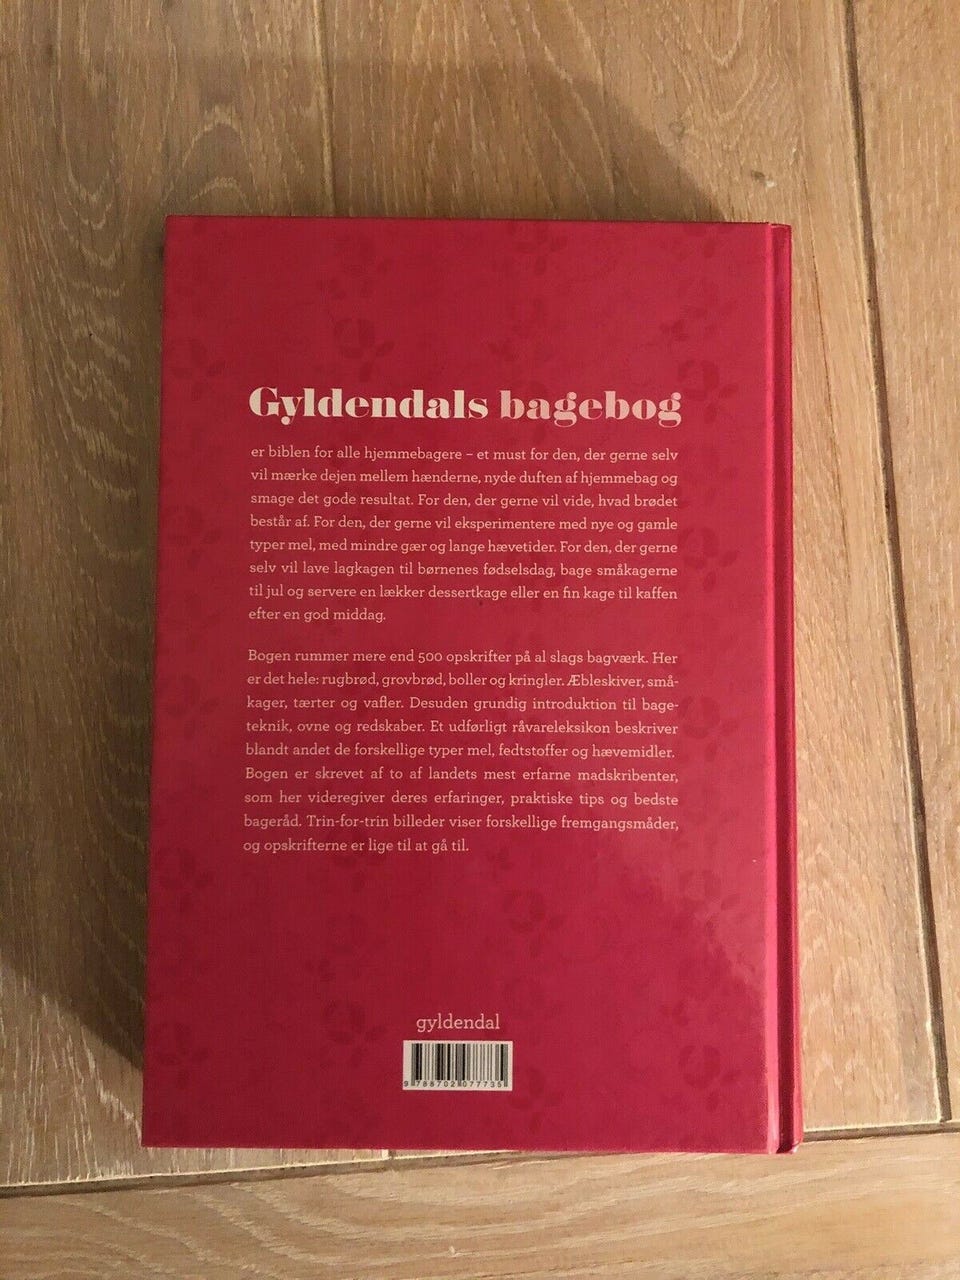 Gyldendals bagebog
er biblen for alle hjemmebagere – et must for den, der gerne selv
vil mærke dejen mellem hænderne, nyde duften af hjemmebag og
smage det gode resultat. For den, der gerne vil vide, hvad brødet
består af. For den, der gerne vil eksperimentere med nye og gamle
typer mel, med mindre gær og lange hævetider. For den, der gerne
selv vil lave lagkagen til børnenes fødselsdag, bage småkagerne
til jul og servere en lækker dessertkage eller en fin kage til kaffen
efter en god middag.
Bogen rummer mere end 500 opskrifter på al slags bagværk. Her
er det hele: rugbrød, grovbrød, boller og kringler. Æbleskiver, små-
kager, tærter og vafler. Desuden grundig introduktion til bage-
teknik, ovne og redskaber. Et udførligt råvareleksikon beskriver
blandt andet de forskellige typer mel, fedtstoffer og hævemidler.
Bogen er skrevet af to af landets mest erfarne madskribenter,
som her videregiver deres erfaringer, praktiske tips og bedste
bageråd. Trin-for-trin billeder viser forskellige fremgangsmåder,
og opskrifterne er lige til at gå til.
gyldendal
9 788702 077735